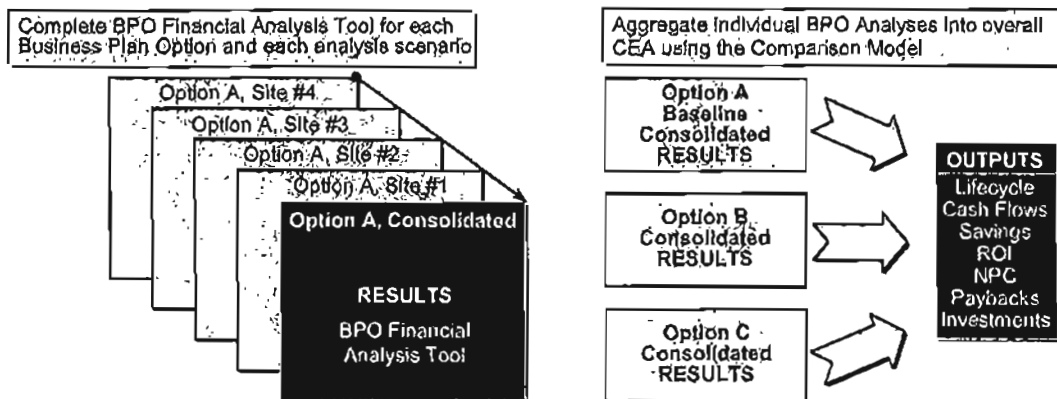 Complete BPO Financial Analysis Tool for each
Business Plan Option and each analysis scenario
Option A, Site #4
Option A, Site #3
Option A, Site #2
Option A, Site #1
Option A, Consolidated
RESULTS
BPO Financial
Analysis Tool
Aggregate Individual BPO Analyses Into overall
CEA using the Comparison Model
Option A
Baseline
Consolidated
RESULTS
Option B
Consolidated
RESULTS
Option C
Consolidated
RESULTS
OUTPUTS
Lifecycle
Cash Flows
Savings
ROI
NPC
Paybacks
Investments